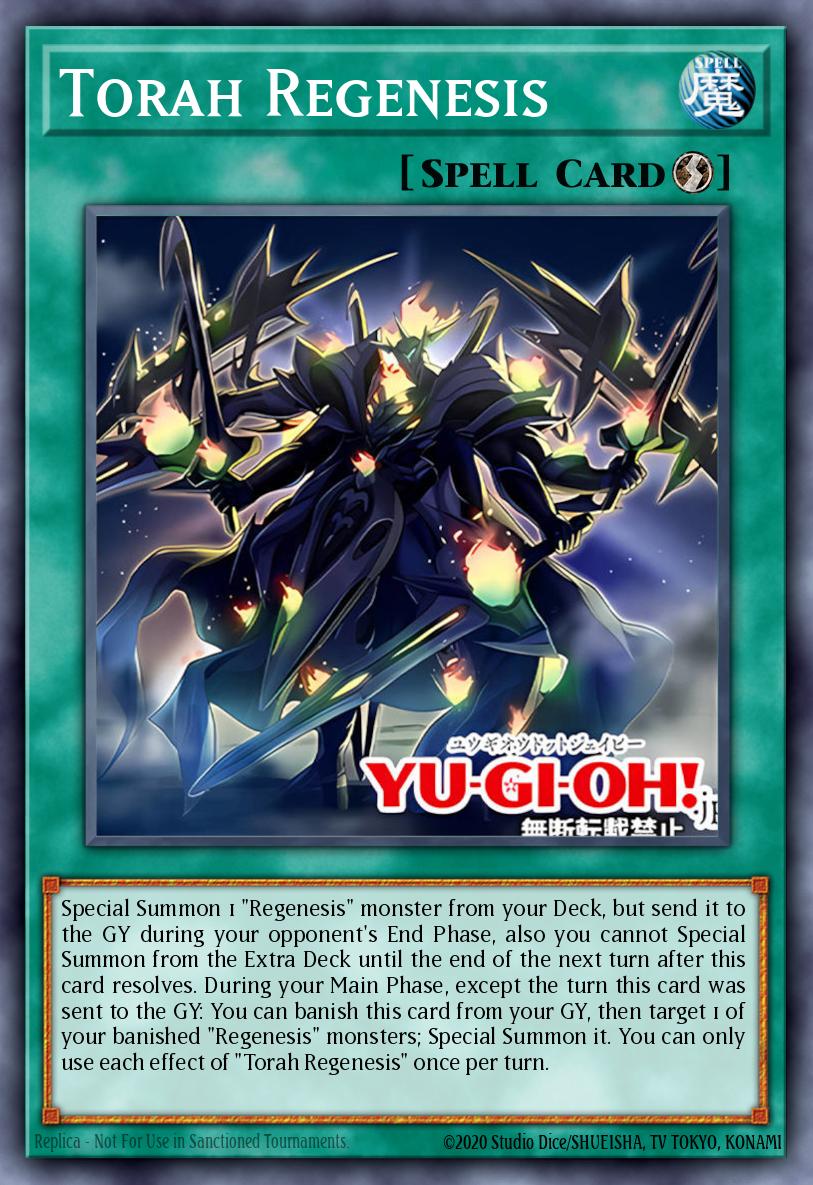 Torah Regenesis
SPELL
魔
[Spell Card]
ユウギネウドットジェイピー
YU-GI-OH!
無断転載禁止
Special Summon 1 "Regenesis" monster from your Deck, but send it to
the GY during your opponent's End Phase, also you cannot Special
Summon from the Extra Deck until the end of the next turn after this
card resolves. During your Main Phase, except the turn this card was
sent to the GY: You can banish this card from your GY, then target 1 of
your banished "Regenesis" monsters; Special Summon it. You can only
use each effect of "Torah Regenesis" once per turn.
Replica - Not For Use in Sanctioned Tournaments.
©2020 Studio Dice/SHUEISHA, TV TOKYO, KONAMI